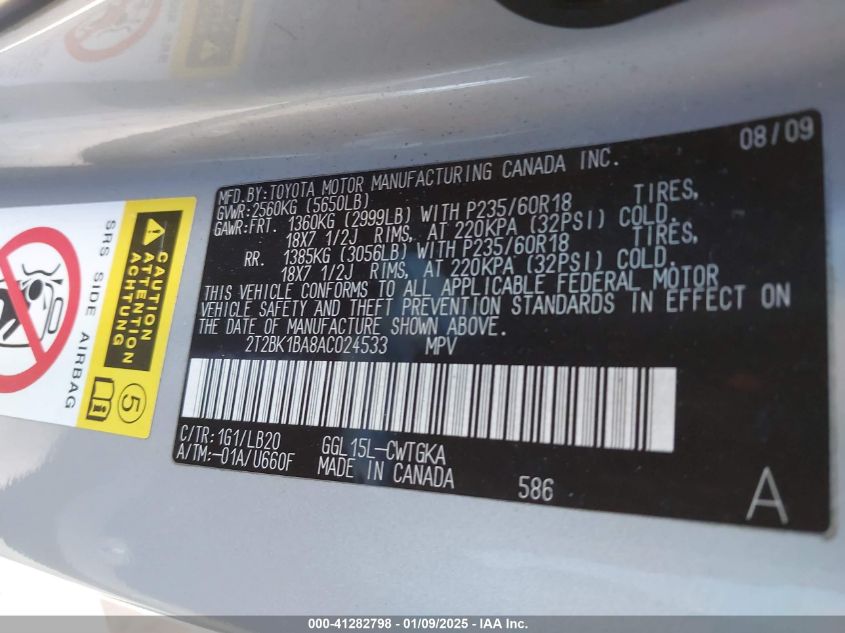 08/09
MFD.BY:TOYOTA MOTOR MANUFACTURING CANADA INC.
GVWR:2560KG (5650LB)
GAWR:FRT. 1360KG (2999LB) WITH P235/60R18 TIRES,
18X7 1/2J RIMS, AT 220KPA (32PSI) COLD.
RR. 1385KG (3056LB) WITH P235/60R18 TIRES,
18X7 1/2J RIMS, AT 220KPA (32PSI) COLD.
THIS VEHICLE CONFORMS TO ALL APPLICABLE FEDERAL MOTOR
VEHICLE SAFETY AND THEFT PREVENTION STANDARDS IN EFFECT ON
THE DATE OF MANUFACTURE SHOWN ABOVE.
2T2BK1BA8AC024533 MPV
C/TR:1G1/LB20 GGL15L-CWTGKA
A/TM:-01A/U660F MADE IN CANADA
586
A
SRS SIDE AIRBAG
CAUTION
ATTENTION
ACHTUNG
5
000-41282798 - 01/09/2025 - IAA Inc.